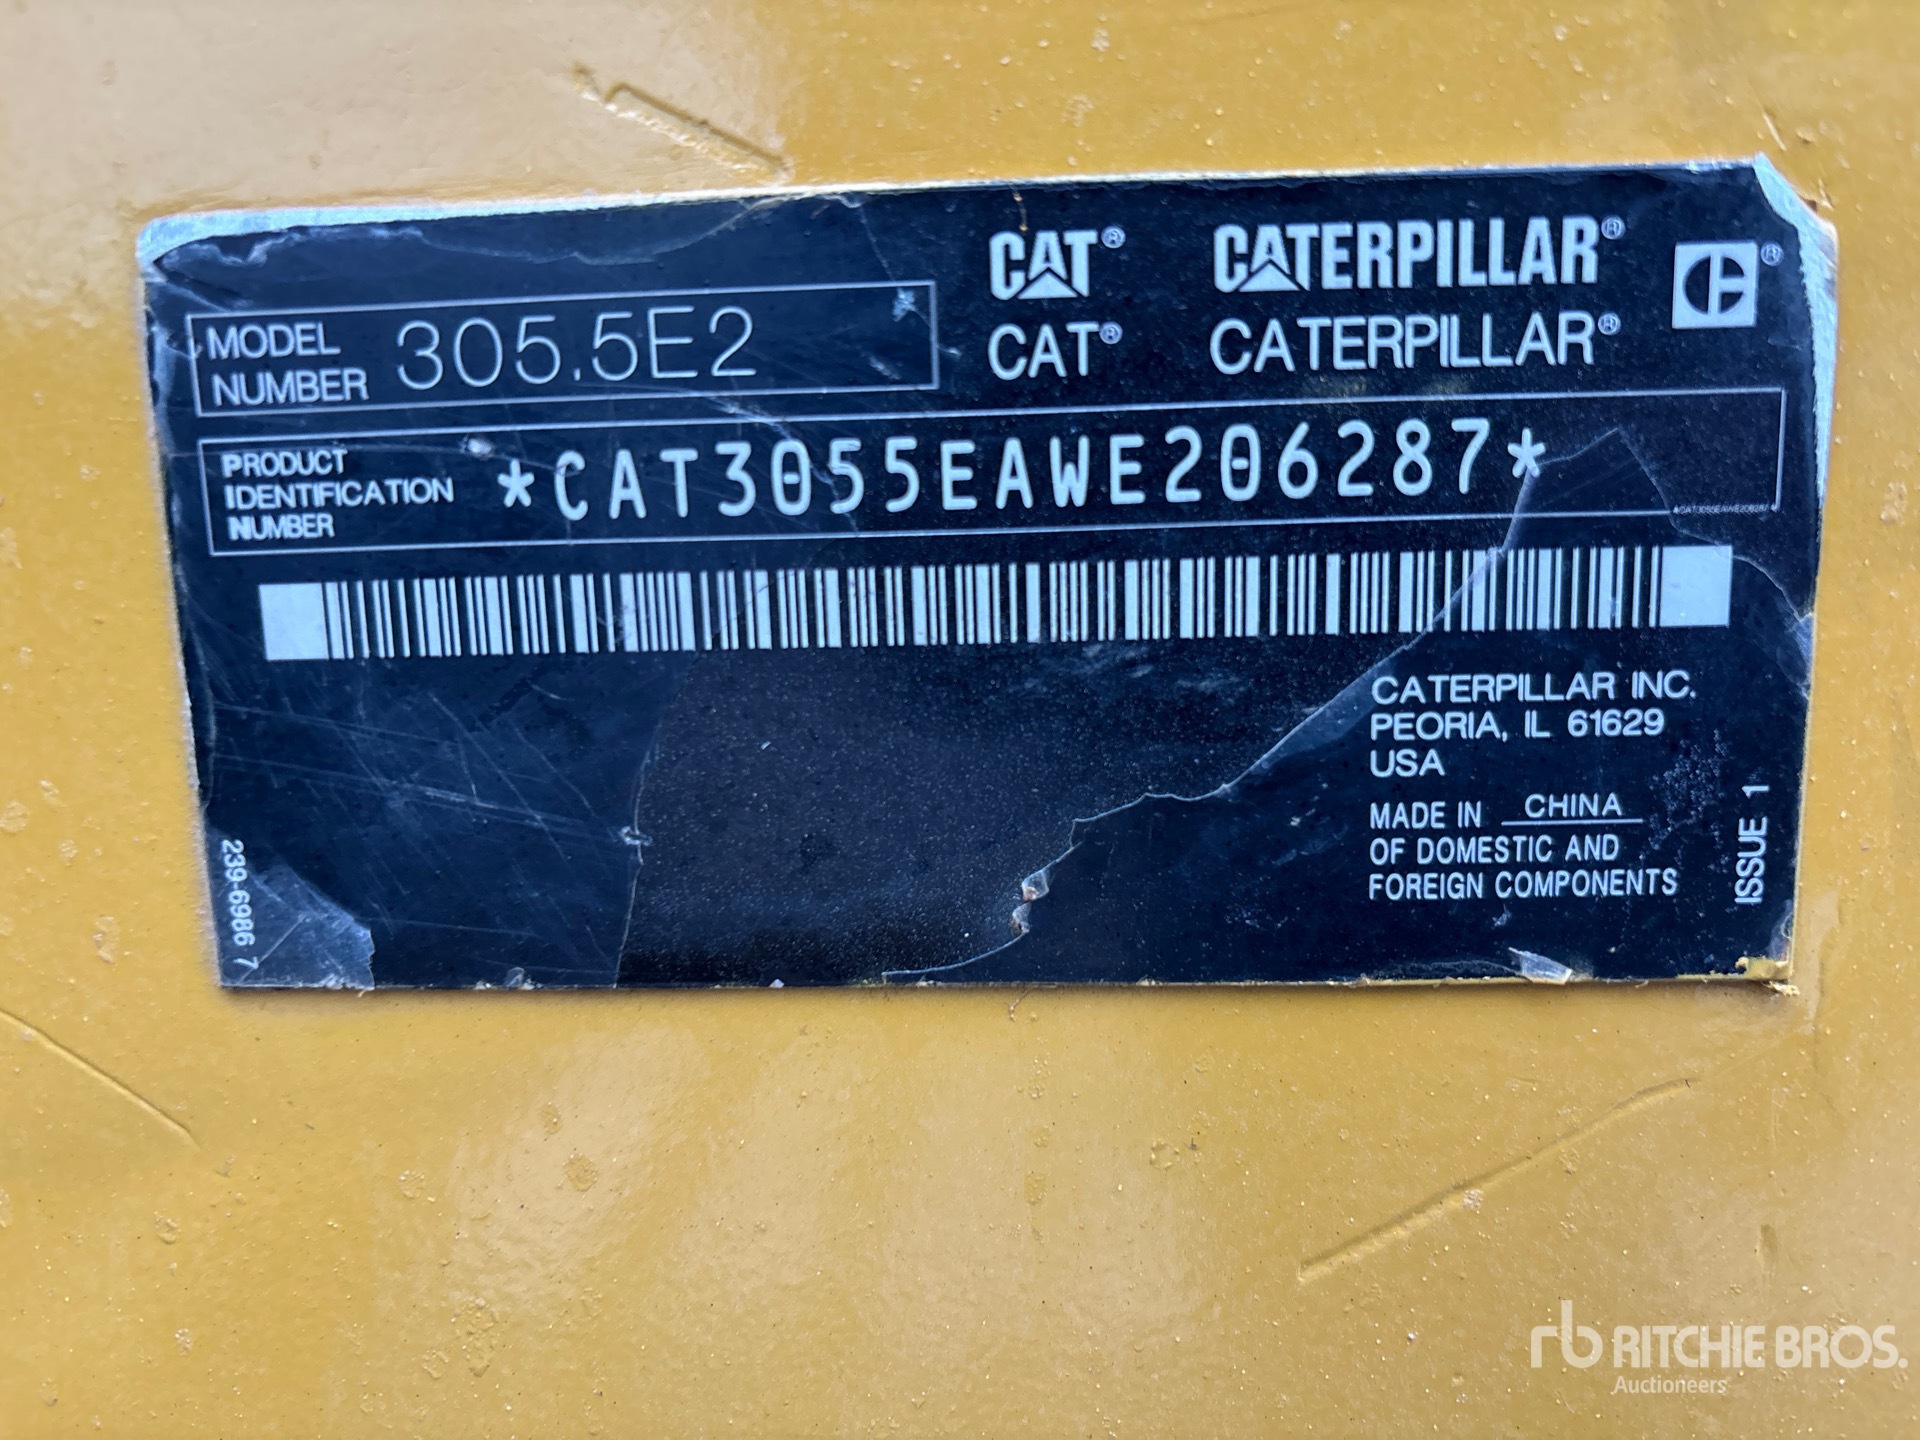 CAT® CATERPILLAR® ®
MODEL NUMBER 305.5E2
CAT® CATERPILLAR®
PRODUCT IDENTIFICATION NUMBER *CAT3055EAWE206287*
*CAT3055EAWE206287*
CATERPILLAR INC.
PEORIA, IL 61629
USA
MADE IN CHINA
OF DOMESTIC AND
FOREIGN COMPONENTS
ISSUE 1
239-6986 7
rb RITCHIE BROS.
Auctioneers